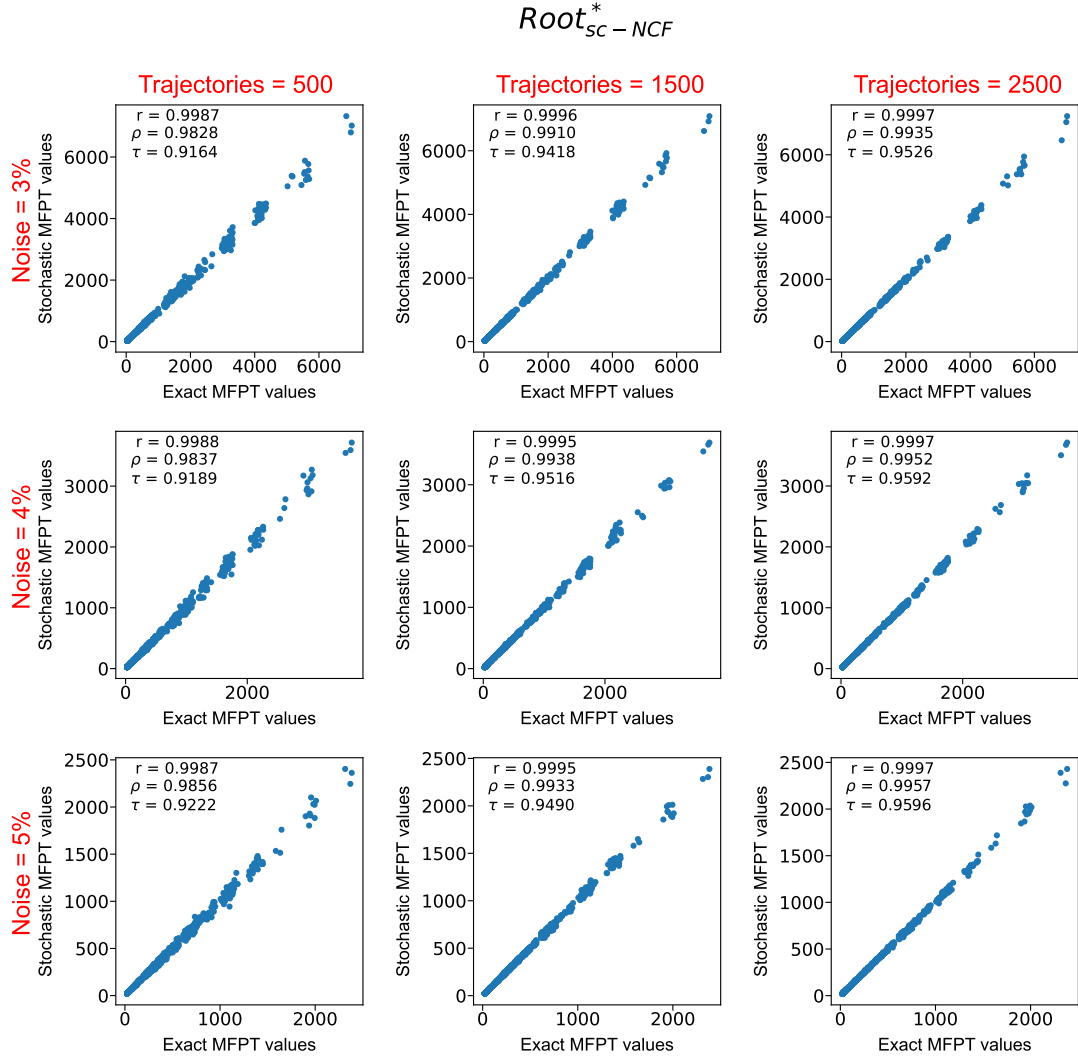 Root*sc−NCF
Trajectories = 500
Trajectories = 1500
Trajectories = 2500
Noise = 3%
Stochastic MFPT values
6000
4000
2000
0
r = 0.9987
ρ = 0.9828
τ = 0.9164
0 2000 4000 6000
Exact MFPT values
Stochastic MFPT values
6000
4000
2000
0
r = 0.9996
ρ = 0.9910
τ = 0.9418
0 2000 4000 6000
Exact MFPT values
Stochastic MFPT values
6000
4000
2000
0
r = 0.9997
ρ = 0.9935
τ = 0.9526
0 2000 4000 6000
Exact MFPT values
Noise = 4%
Stochastic MFPT values
3000
2000
1000
0
r = 0.9988
ρ = 0.9837
τ = 0.9189
0 2000
Exact MFPT values
Stochastic MFPT values
3000
2000
1000
0
r = 0.9995
ρ = 0.9938
τ = 0.9516
0 2000
Exact MFPT values
Stochastic MFPT values
3000
2000
1000
0
r = 0.9997
ρ = 0.9952
τ = 0.9592
0 2000
Exact MFPT values
Noise = 5%
Stochastic MFPT values
2500
2000
1500
1000
500
0
r = 0.9987
ρ = 0.9856
τ = 0.9222
0 1000 2000
Exact MFPT values
Stochastic MFPT values
2500
2000
1500
1000
500
0
r = 0.9995
ρ = 0.9933
τ = 0.9490
0 1000 2000
Exact MFPT values
Stochastic MFPT values
2500
2000
1500
1000
500
0
r = 0.9997
ρ = 0.9957
τ = 0.9596
0 1000 2000
Exact MFPT values